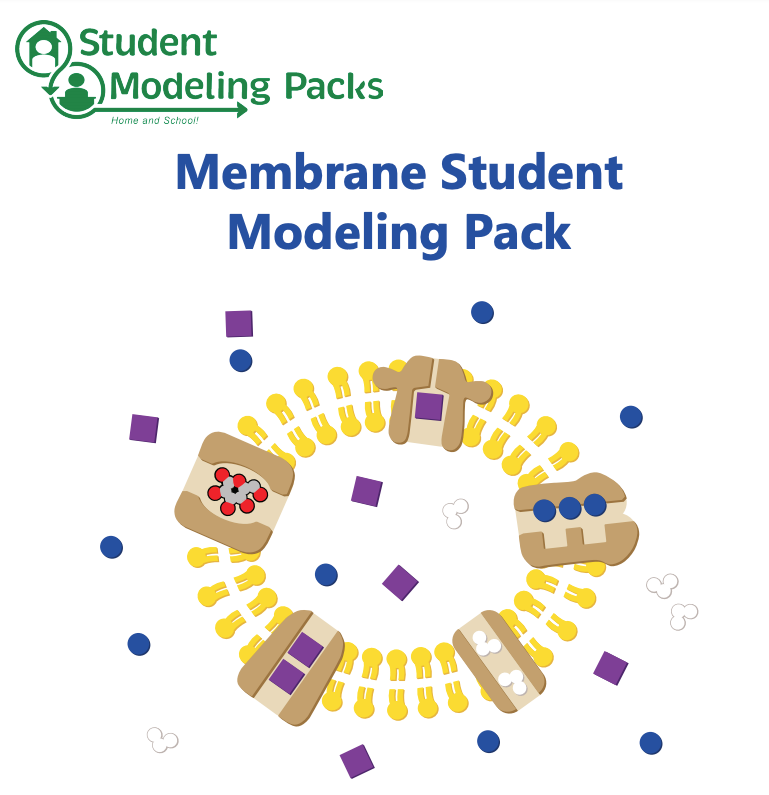 Student
Modeling Packs
Home and School!
Membrane Student
Modeling Pack